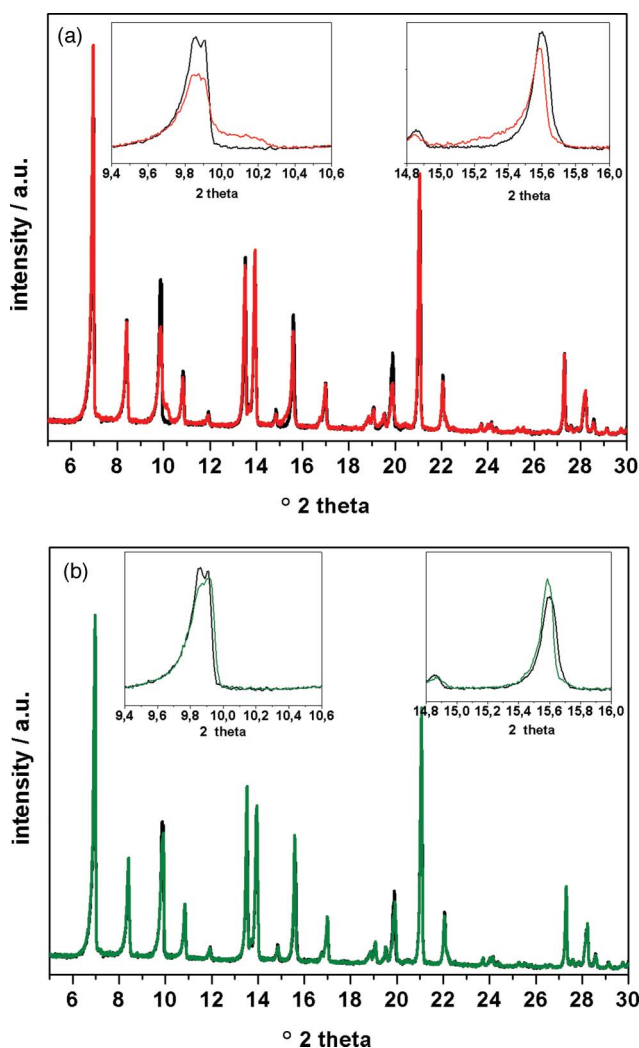 (a)
9,4 9,6 9,8 10,0 10,2 10,4 10,6
2 theta
14,8 15,0 15,2 15,4 15,6 15,8 16,0
2 theta
intensity / a.u.
6 8 10 12 14 16 18 20 22 24 26 28 30
° 2 theta
(b)
9,4 9,6 9,8 10,0 10,2 10,4 10,6
2 theta
14,8 15,0 15,2 15,4 15,6 15,8 16,0
2 theta
intensity / a.u.
6 8 10 12 14 16 18 20 22 24 26 28 30
° 2 theta